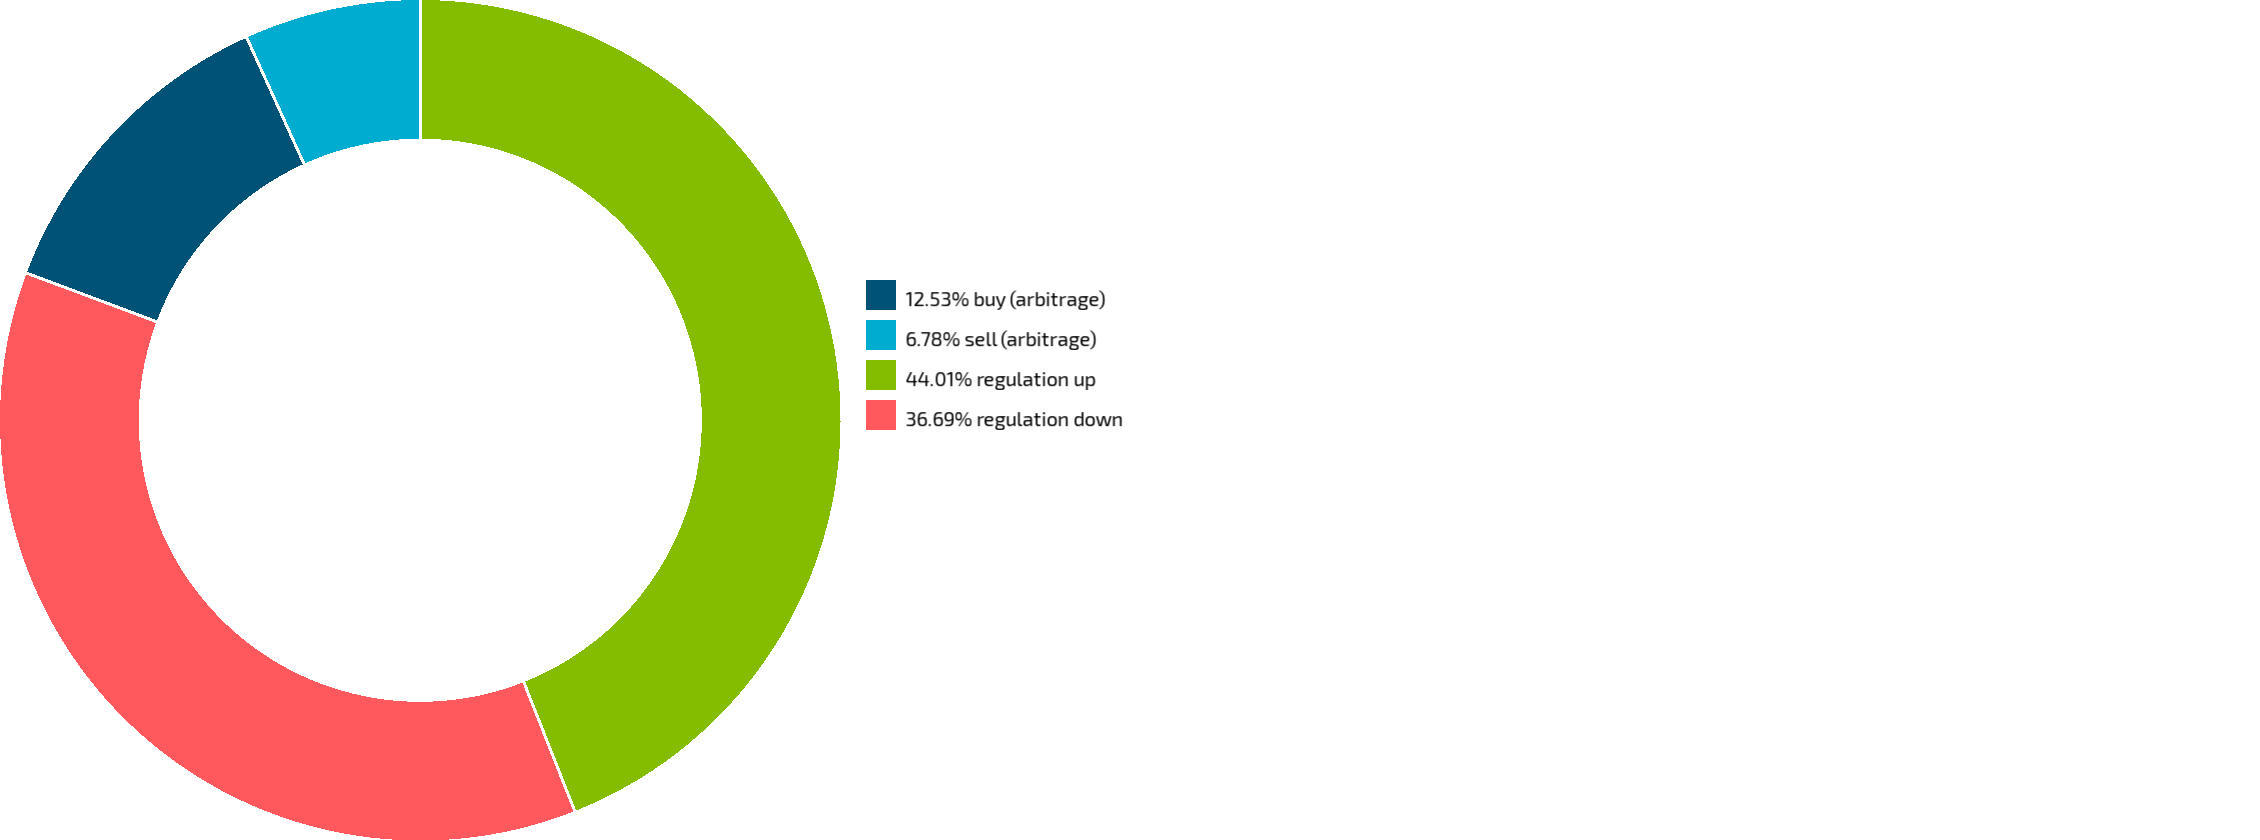 12.53% buy (arbitrage)
6.78% sell (arbitrage)
44.01% regulation up
36.69% regulation down